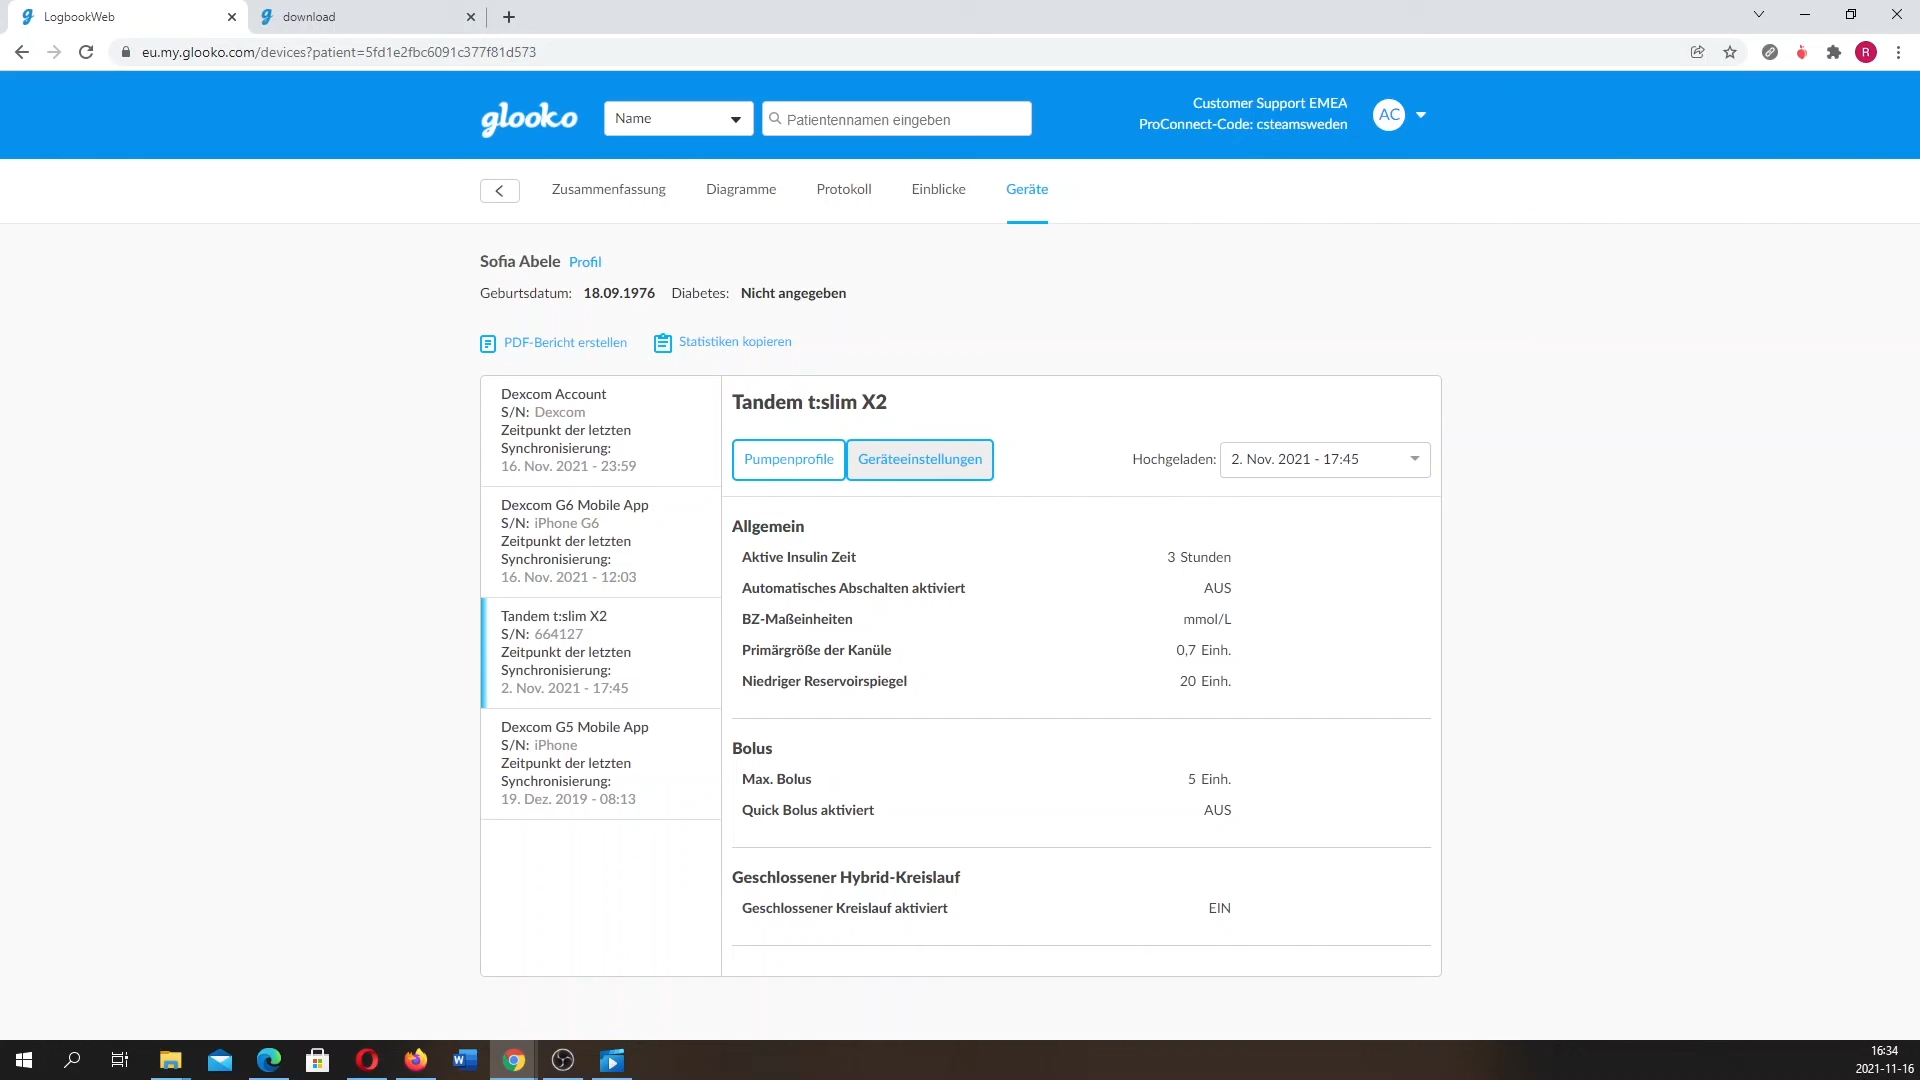 LogbookWeb
download
eu.my.glooko.com/devices?patient=5fd1e2fbc6091c377f81d573
R
glooko
Name
Patientennamen eingeben
Customer Support EMEA
ProConnect-Code: csteamsweden
AC
Zusammenfassung
Diagramme
Protokoll
Einblicke
Geräte
Sofia Abele Profil
Geburtsdatum: 18.09.1976 Diabetes: Nicht angegeben
PDF-Bericht erstellen
Statistiken kopieren
Dexcom Account
S/N: Dexcom
Zeitpunkt der letzten
Synchronisierung:
16. Nov. 2021 - 23:59
Dexcom G6 Mobile App
S/N: iPhone G6
Zeitpunkt der letzten
Synchronisierung:
16. Nov. 2021 - 12:03
Tandem t:slim X2
S/N: 664127
Zeitpunkt der letzten
Synchronisierung:
2. Nov. 2021 - 17:45
Dexcom G5 Mobile App
S/N: iPhone
Zeitpunkt der letzten
Synchronisierung:
19. Dez. 2019 - 08:13
Tandem t:slim X2
Pumpenprofile
Geräteeinstellungen
Hochgeladen: 2. Nov. 2021 - 17:45
Allgemein
Aktive Insulin Zeit 3 Stunden
Automatisches Abschalten aktiviert AUS
BZ-Maßeinheiten mmol/L
Primärgröße der Kanüle 0,7 Einh.
Niedriger Reservoirspiegel 20 Einh.
Bolus
Max. Bolus 5 Einh.
Quick Bolus aktiviert AUS
Geschlossener Hybrid-Kreislauf
Geschlossener Kreislauf aktiviert EIN
16:34
2021-11-16